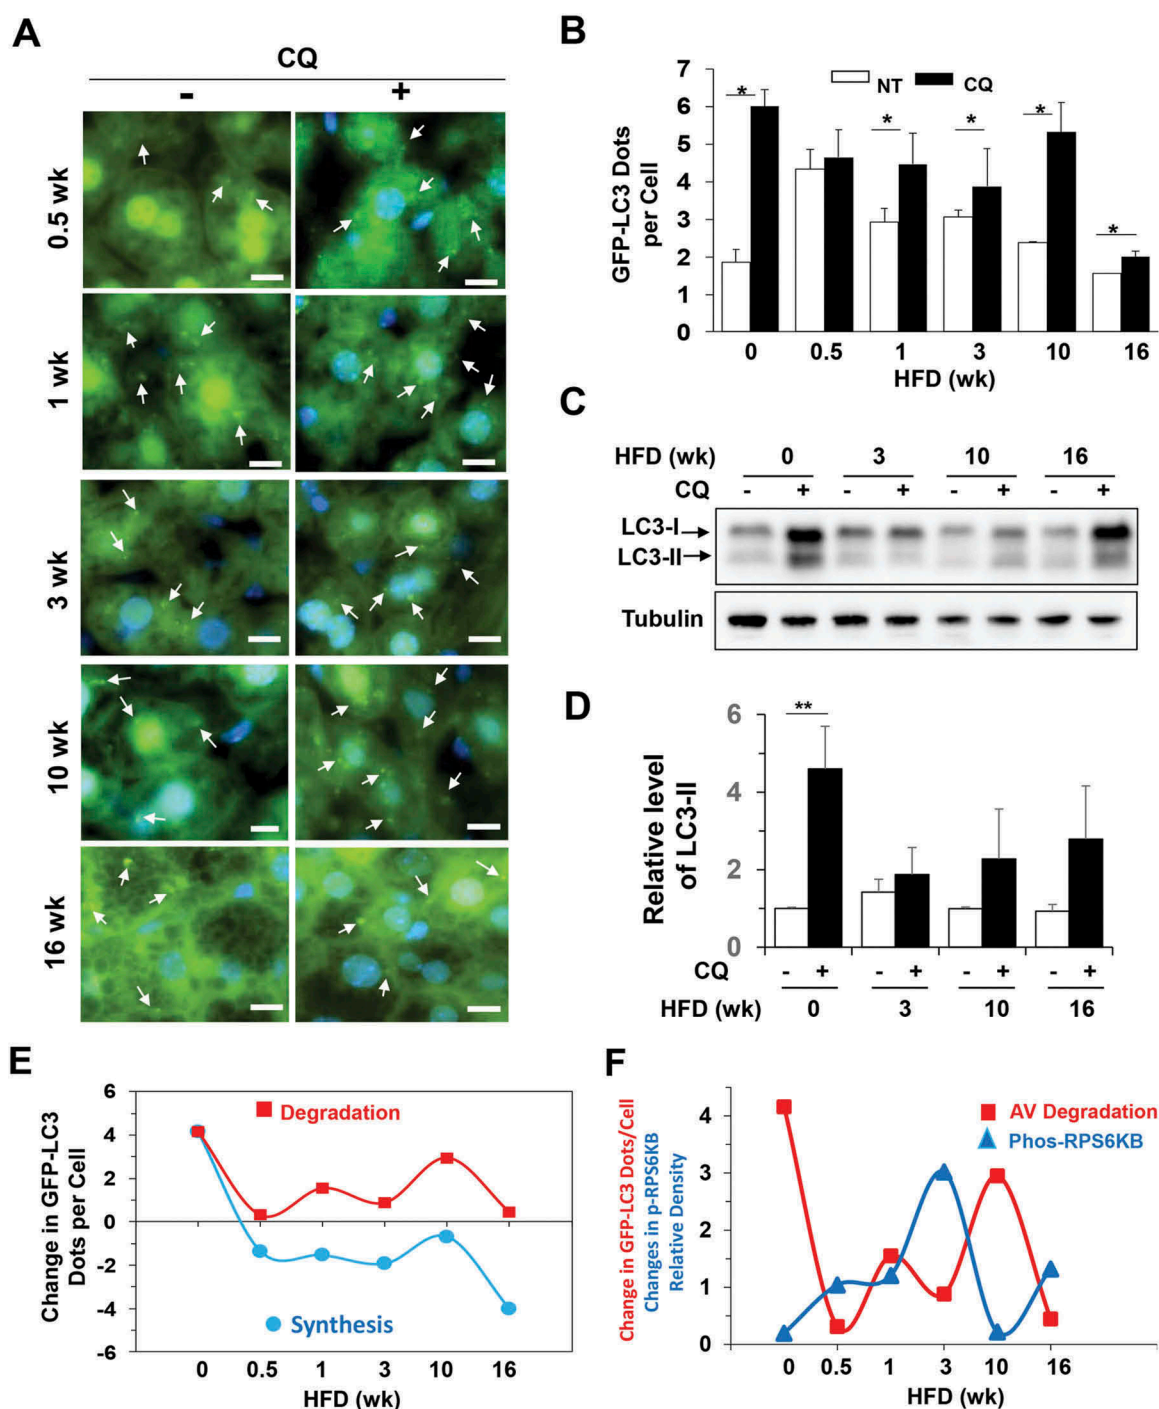 A
CQ
- +
0.5 wk
1 wk
3 wk
10 wk
16 wk
B
GFP-LC3 Dots
per Cell
7
6
5
4
3
2
1
0
NT CQ
* * * * *
0 0.5 1 3 10 16
HFD (wk)
C
HFD (wk) 0 3 10 16
CQ - + - + - + - +
LC3-I
LC3-II
Tubulin
D
Relative level
of LC3-II
6
4
2
0
**
CQ - + - + - + - +
HFD (wk) 0 3 10 16
E
Change in GFP-LC3
Dots per Cell
6
4
2
0
-2
-4
-6
Degradation
Synthesis
0 0.5 1 3 10 16
HFD (wk)
F
Change in GFP-LC3 Dots/Cell
Changes in p-RPS6KB
Relative Density
4
3
2
1
0
AV Degradation
Phos-RPS6KB
0 0.5 1 3 10 16
HFD (wk)